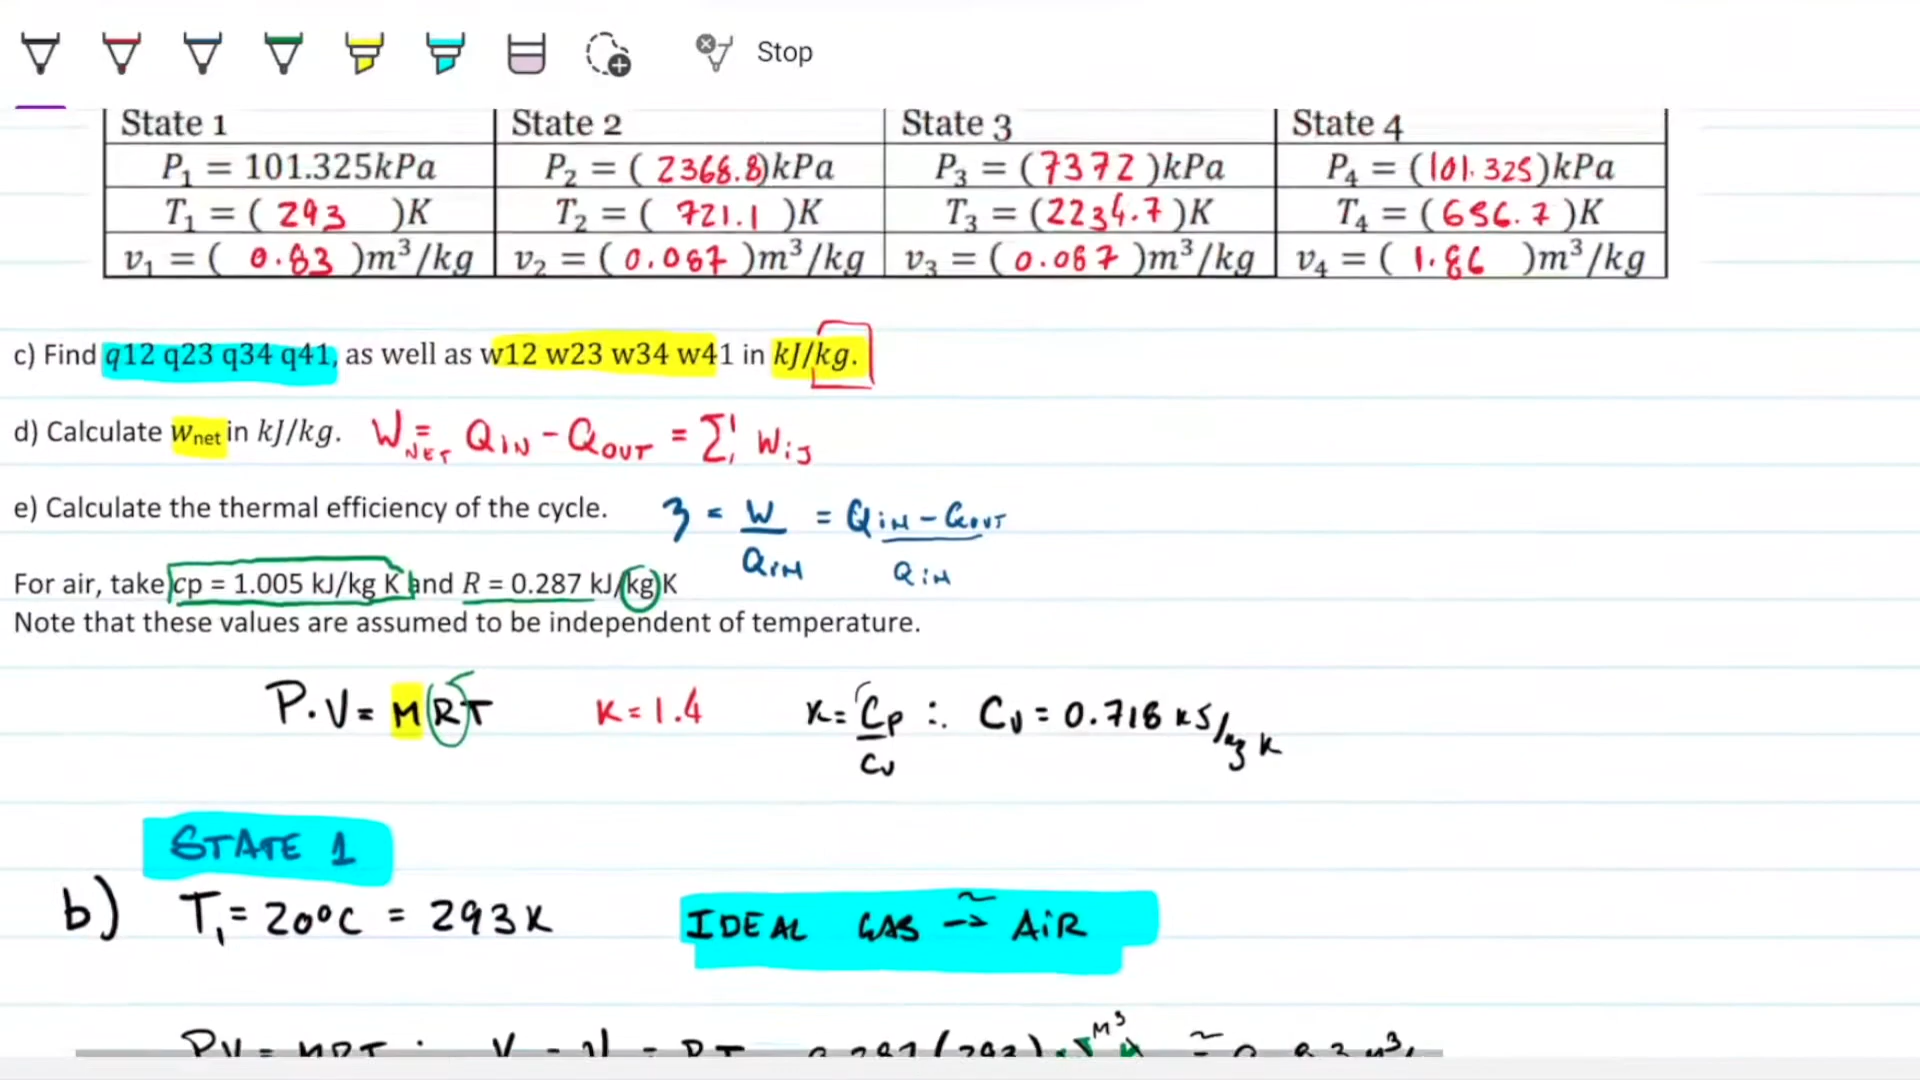 Stop
State 1 State 2 State 3 State 4
P₁ = 101.325kPa P₂ = ( 2368.8)kPa P₃ = (7372 )kPa P₄ = (101.325)kPa
T₁ = ( 293 )K T₂ = ( 721.1 )K T₃ = (2234.7 )K T₄ = (656.7 )K
v₁ = ( 0.83 )m³/kg v₂ = ( 0.087 )m³/kg v₃ = ( 0.087 )m³/kg v₄ = ( 1.86 )m³/kg
c) Find q12 q23 q34 q41, as well as w12 w23 w34 w41 in kJ/kg.
d) Calculate wnet in kJ/kg. W NET = QIN - QOUT = Σ Wij
e) Calculate the thermal efficiency of the cycle. η = W/QIN = QIN - QOUT/QIN
For air, take cp = 1.005 kJ/kg K and R = 0.287 kJ/kg K
Note that these values are assumed to be independent of temperature.
P.V = MRT K = 1.4 K = Cp/Cv ∴ Cv = 0.718 kJ/kg K
STATE 1
b) T₁ = 20°C = 293K IDEAL GAS ~→ AIR